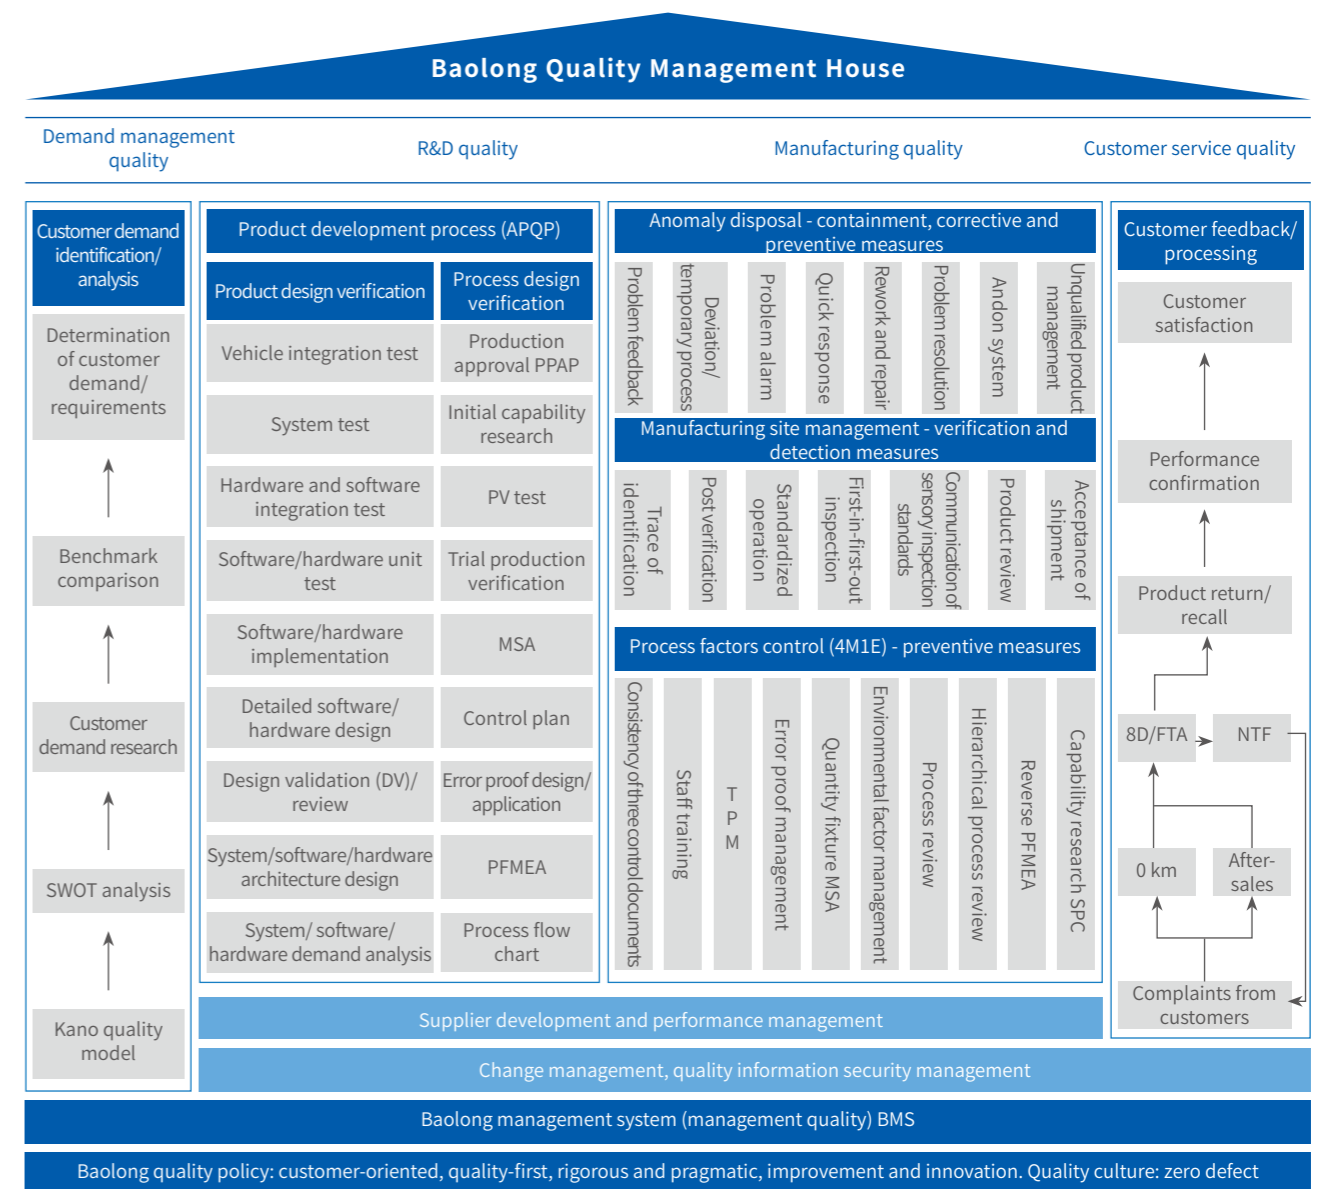 Baolong Quality Management House
Demand management
quality
R&D quality
Manufacturing quality
Customer service quality
Customer demand
identification/
analysis
Determination
of customer
demand/
requirements
Benchmark
comparison
Customer
demand research
SWOT analysis
Kano quality
model
Product development process (APQP)
Product design verification
Vehicle integration test
System test
Hardware and software
integration test
Software/hardware unit
test
Software/hardware
implementation
Detailed software/
hardware design
Design validation (DV)/
review
System/software/hardware
architecture design
System/ software/
hardware demand analysis
Process design
verification
Production
approval PPAP
Initial capability
research
PV test
Trial production
verification
MSA
Control plan
Error proof design/
application
PFMEA
Process flow
chart
Anomaly disposal - containment, corrective and
preventive measures
Problem feedback
Deviation/
temporary process
Problem alarm
Quick response
Rework and repair
Problem resolution
Andon system
Unqualified product
management
Manufacturing site management - verification and
detection measures
Trace of
identification
Post verification
Standardized
operation
First-in-first-out
inspection
Communication of
sensory inspection
standards
Product review
Acceptance of
shipment
Process factors control (4M1E) - preventive measures
Consistency of three control documents
Staff training
T
P
M
Error proof management
Quantity fixture MSA
Environmental factor management
Process review
Hierarchical process review
Reverse PFMEA
Capability research SPC
Customer feedback/
processing
Customer
satisfaction
Performance
confirmation
Product return/
recall
8D/FTA
NTF
0 km
After-
sales
Complaints from
customers
Supplier development and performance management
Change management, quality information security management
Baolong management system (management quality) BMS
Baolong quality policy: customer-oriented, quality-first, rigorous and pragmatic, improvement and innovation. Quality culture: zero defect